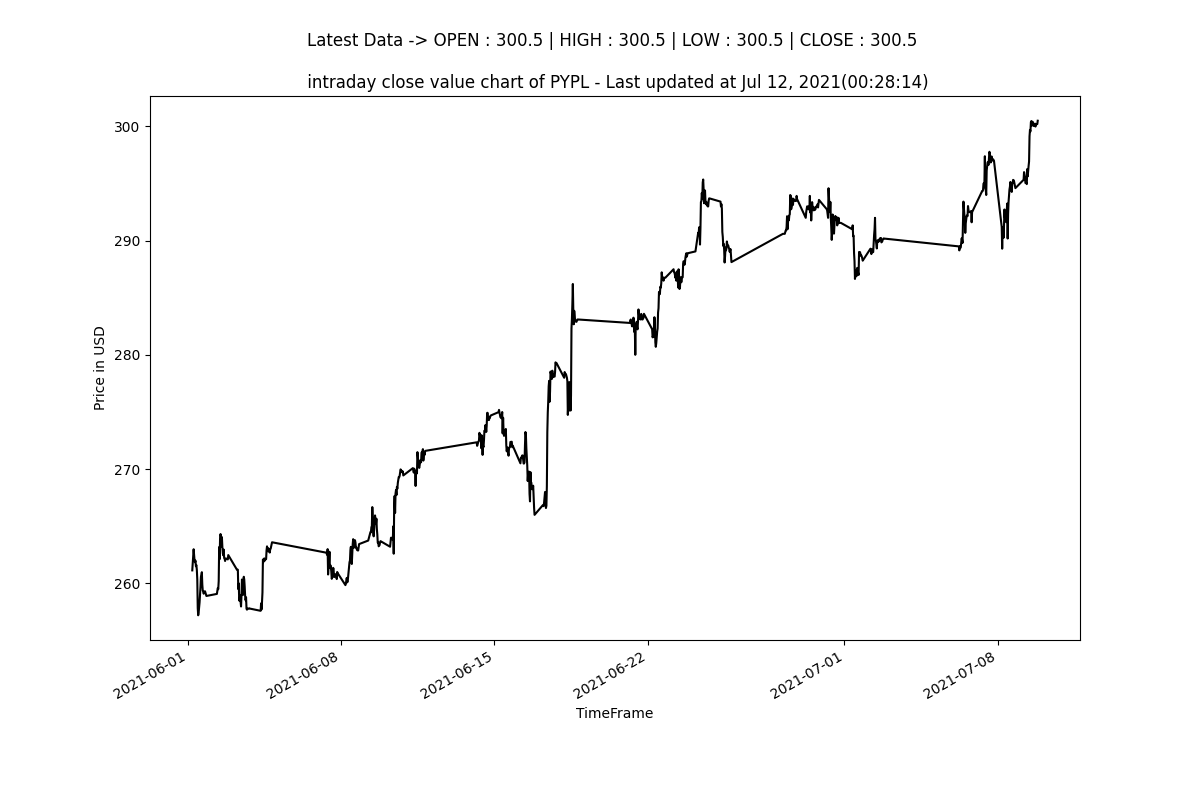 Latest Data -> OPEN : 300.5 | HIGH : 300.5 | LOW : 300.5 | CLOSE : 300.5
intraday close value chart of PYPL - Last updated at Jul 12, 2021(00:28:14)
300
290
280
270
260
Price in USD
2021-06-01
2021-06-08
2021-06-15
2021-06-22
2021-07-01
2021-07-08
TimeFrame